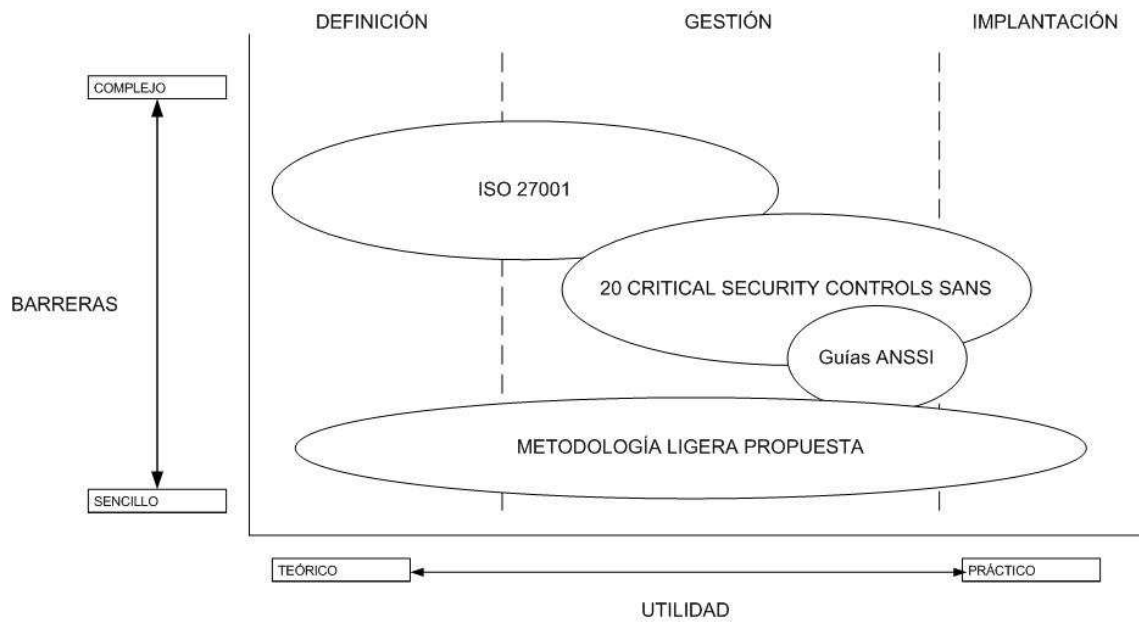 DEFINICIÓN
GESTIÓN
IMPLANTACIÓN
COMPLEJO
ISO 27001
20 CRITICAL SECURITY CONTROLS SANS
BARRERAS
Guías ANSSI
METODOLOGÍA LIGERA PROPUESTA
SENCILLO
TEÓRICO
PRÁCTICO
UTILIDAD